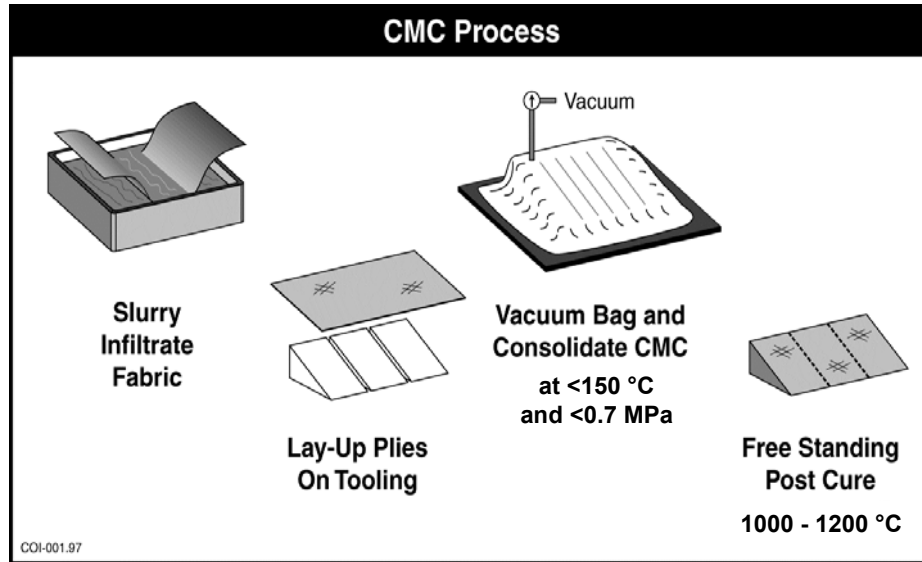 CMC Process
Vacuum
Slurry
Infiltrate
Fabric
Lay-Up Plies
On Tooling
Vacuum Bag and
Consolidate CMC
at <150 °C
and <0.7 MPa
Free Standing
Post Cure
1000 - 1200 °C
COI-001.97